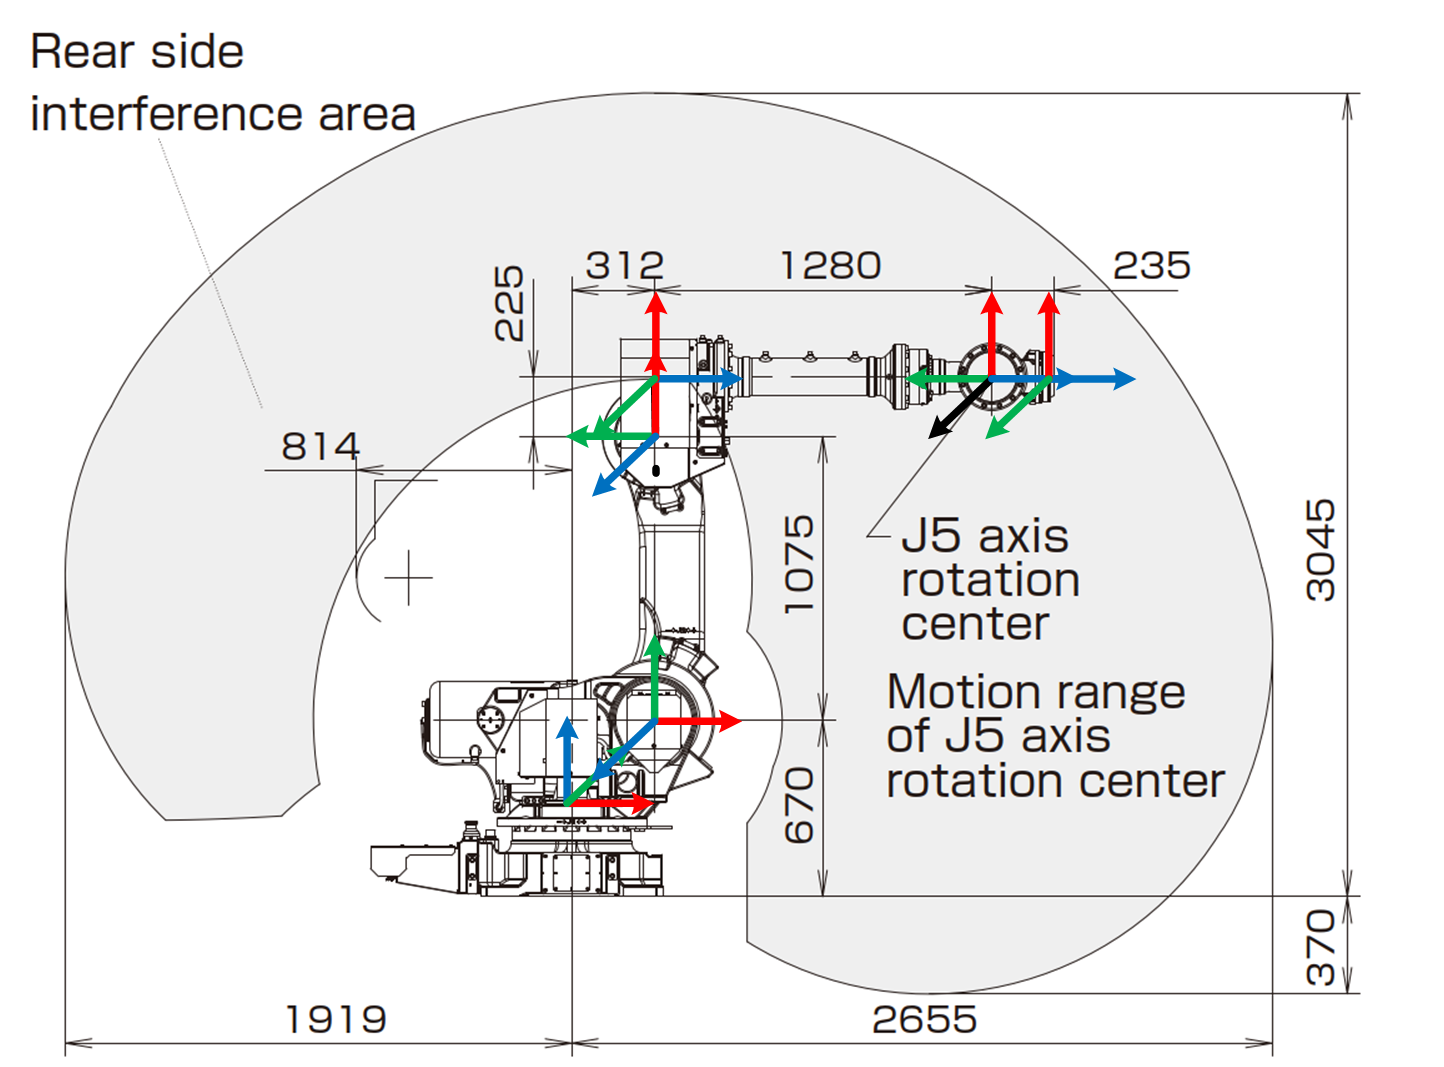 Rear side
interference area
312
1280
235
225
814
1075
3045
J5 axis
rotation
center
Motion range
of J5 axis
rotation center
670
370
1919
2655